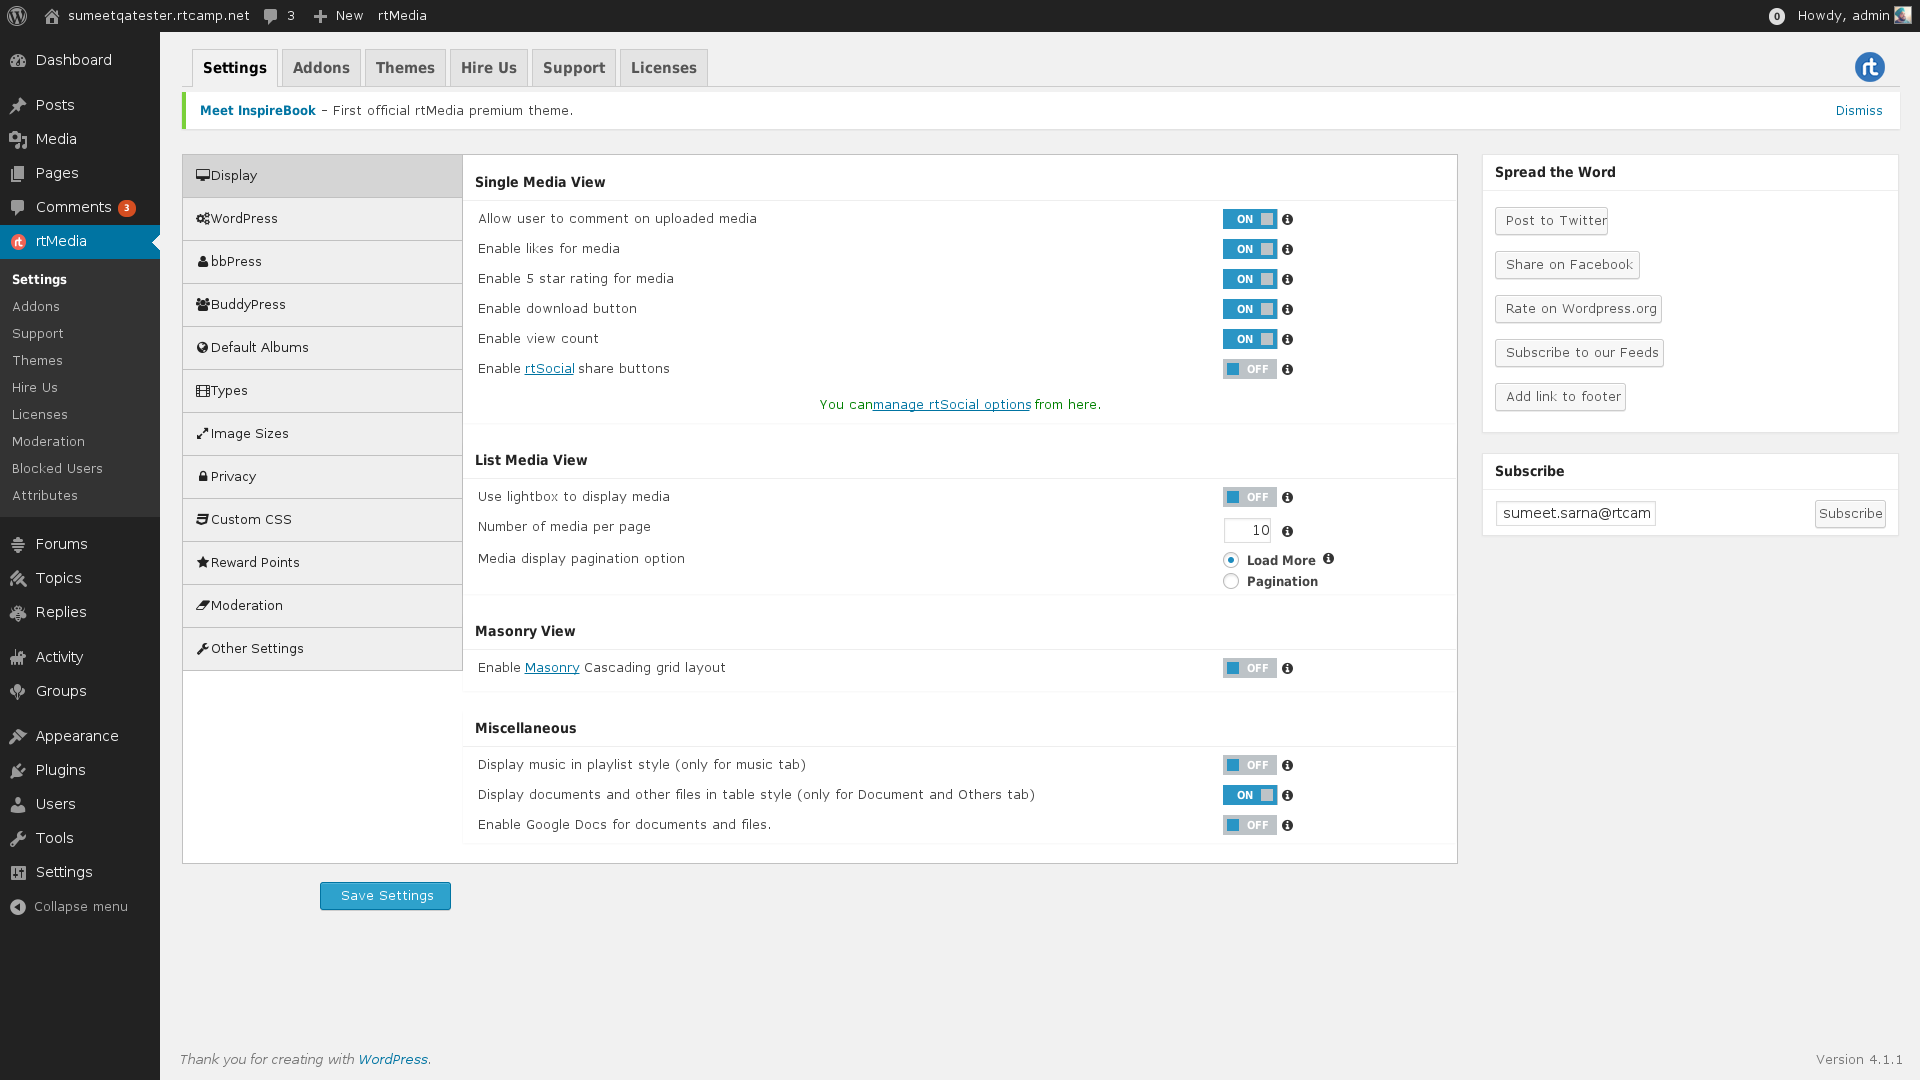 sumeetqatester.rtcamp.net 3 New rtMedia 0 Howdy, admin
Dashboard
Posts
Media
Pages
Comments 3
rtMedia
Settings
Addons
Support
Themes
Hire Us
Licenses
Moderation
Blocked Users
Attributes
Forums
Topics
Replies
Activity
Groups
Appearance
Plugins
Users
Tools
Settings
Collapse menu
Settings Addons Themes Hire Us Support Licenses
rt
Meet InspireBook – First official rtMedia premium theme. Dismiss
Display
WordPress
bbPress
BuddyPress
Default Albums
Types
Image Sizes
Privacy
Custom CSS
Reward Points
Moderation
Other Settings
Single Media View
Allow user to comment on uploaded media ON
Enable likes for media ON
Enable 5 star rating for media ON
Enable download button ON
Enable view count ON
Enable rtSocial share buttons OFF
You can manage rtSocial options from here.
List Media View
Use lightbox to display media OFF
Number of media per page 10
Media display pagination option Load More
Pagination
Masonry View
Enable Masonry Cascading grid layout OFF
Miscellaneous
Display music in playlist style (only for music tab) OFF
Display documents and other files in table style (only for Document and Others tab) ON
Enable Google Docs for documents and files. OFF
Save Settings
Spread the Word
Post to Twitter
Share on Facebook
Rate on Wordpress.org
Subscribe to our Feeds
Add link to footer
Subscribe
sumeet.sarna@rtcam Subscribe
Thank you for creating with WordPress. Version 4.1.1